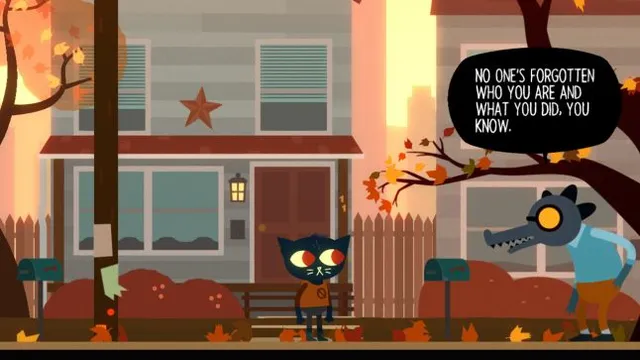 NO ONE'S FORGOTTEN
WHO YOU ARE AND
WHAT YOU DID, YOU
KNOW.